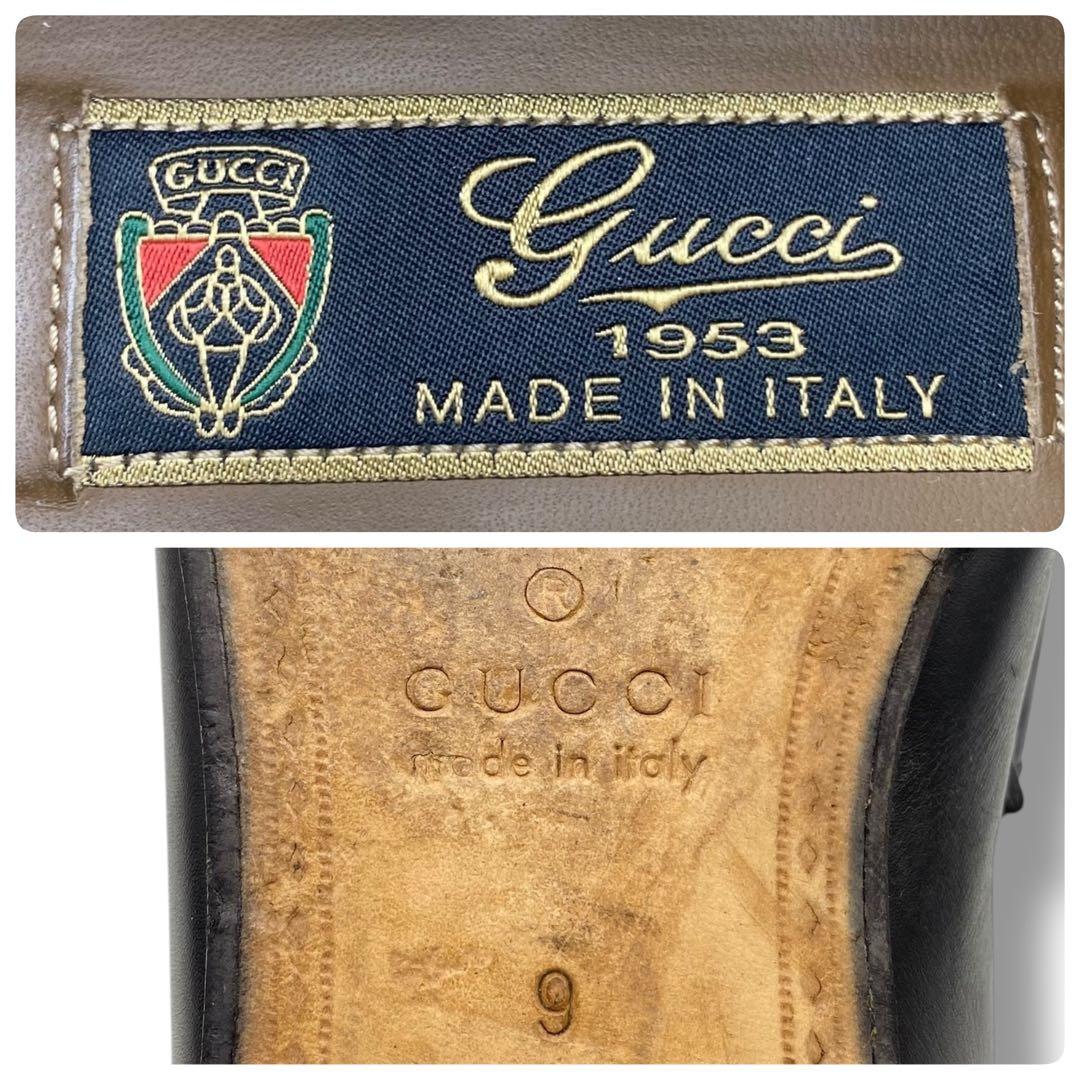 GUCCI
Gucci
1953
MADE IN ITALY
®
GUCCI
made in italy
9